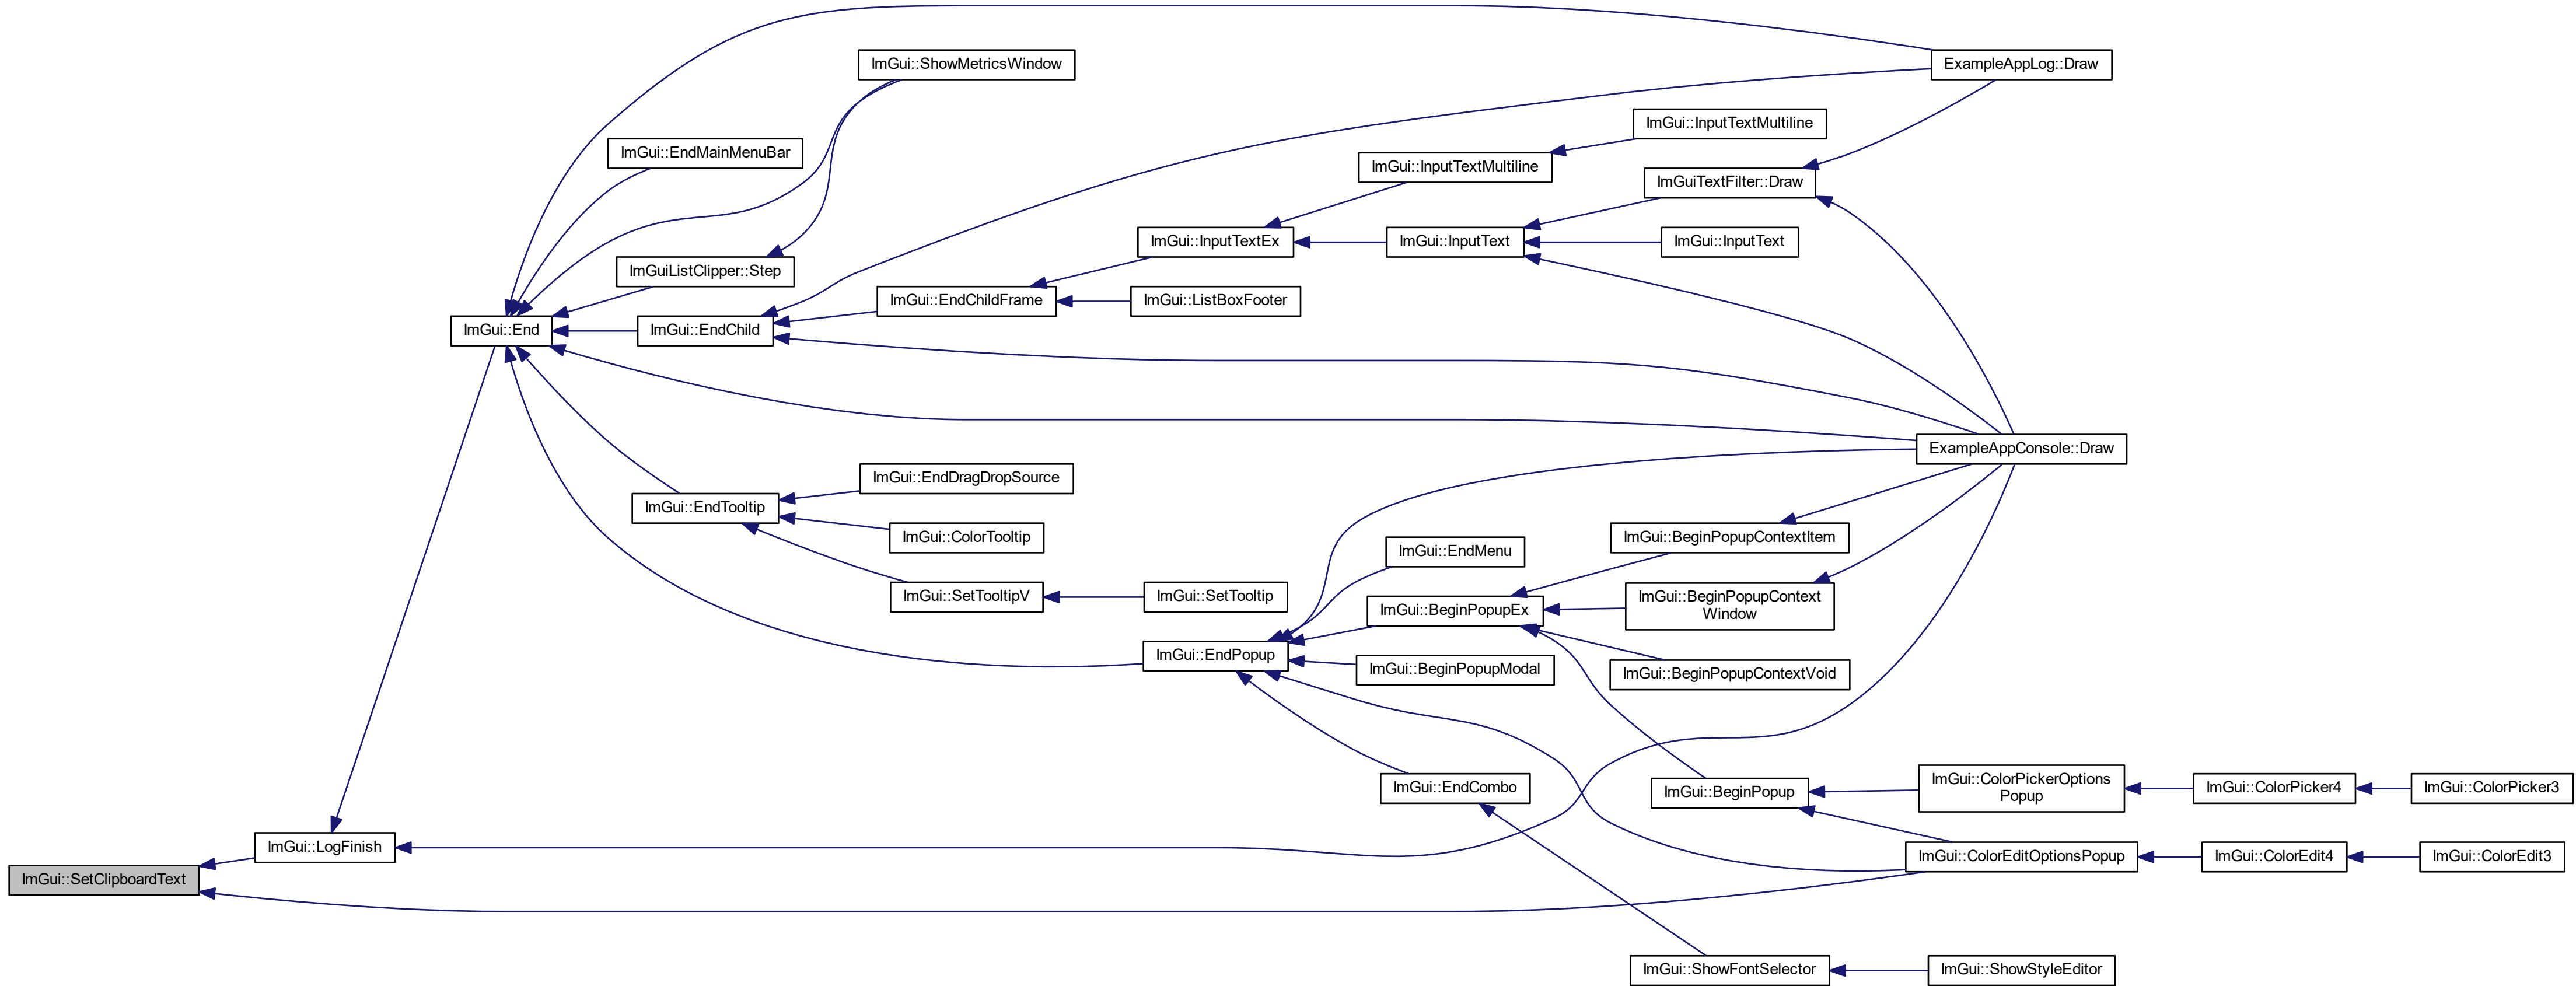 ImGui::ShowMetricsWindow
ExampleAppLog::Draw
ImGui::InputTextMultiline
ImGui::EndMainMenuBar
ImGui::InputTextMultiline
ImGuiTextFilter::Draw
ImGui::InputTextEx
ImGui::InputText
ImGui::InputText
ImGuiListClipper::Step
ImGui::EndChildFrame
ImGui::ListBoxFooter
ImGui::End
ImGui::EndChild
ExampleAppConsole::Draw
ImGui::EndDragDropSource
ImGui::EndTooltip
ImGui::ColorTooltip
ImGui::BeginPopupContextItem
ImGui::EndMenu
ImGui::SetTooltipV
ImGui::SetTooltip
ImGui::BeginPopupEx
ImGui::BeginPopupContext
Window
ImGui::EndPopup
ImGui::BeginPopupModal
ImGui::BeginPopupContextVoid
ImGui::EndCombo
ImGui::BeginPopup
ImGui::ColorPickerOptions
Popup
ImGui::ColorPicker4
ImGui::ColorPicker3
ImGui::LogFinish
ImGui::ColorEditOptionsPopup
ImGui::ColorEdit4
ImGui::ColorEdit3
ImGui::SetClipboardText
ImGui::ShowFontSelector
ImGui::ShowStyleEditor